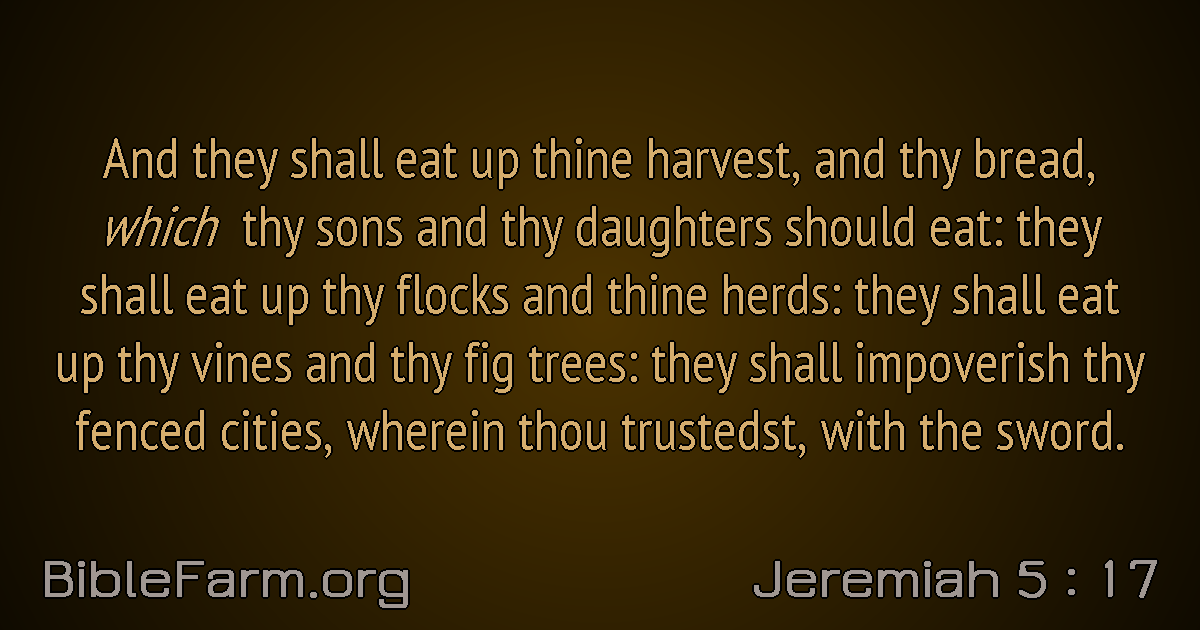 And they shall eat up thine harvest, and thy bread,
which thy sons and thy daughters should eat: they
shall eat up thy flocks and thine herds: they shall eat
up thy vines and thy fig trees: they shall impoverish thy
fenced cities, wherein thou trustedst, with the sword.
BibleFarm.org
Jeremiah 5 : 17